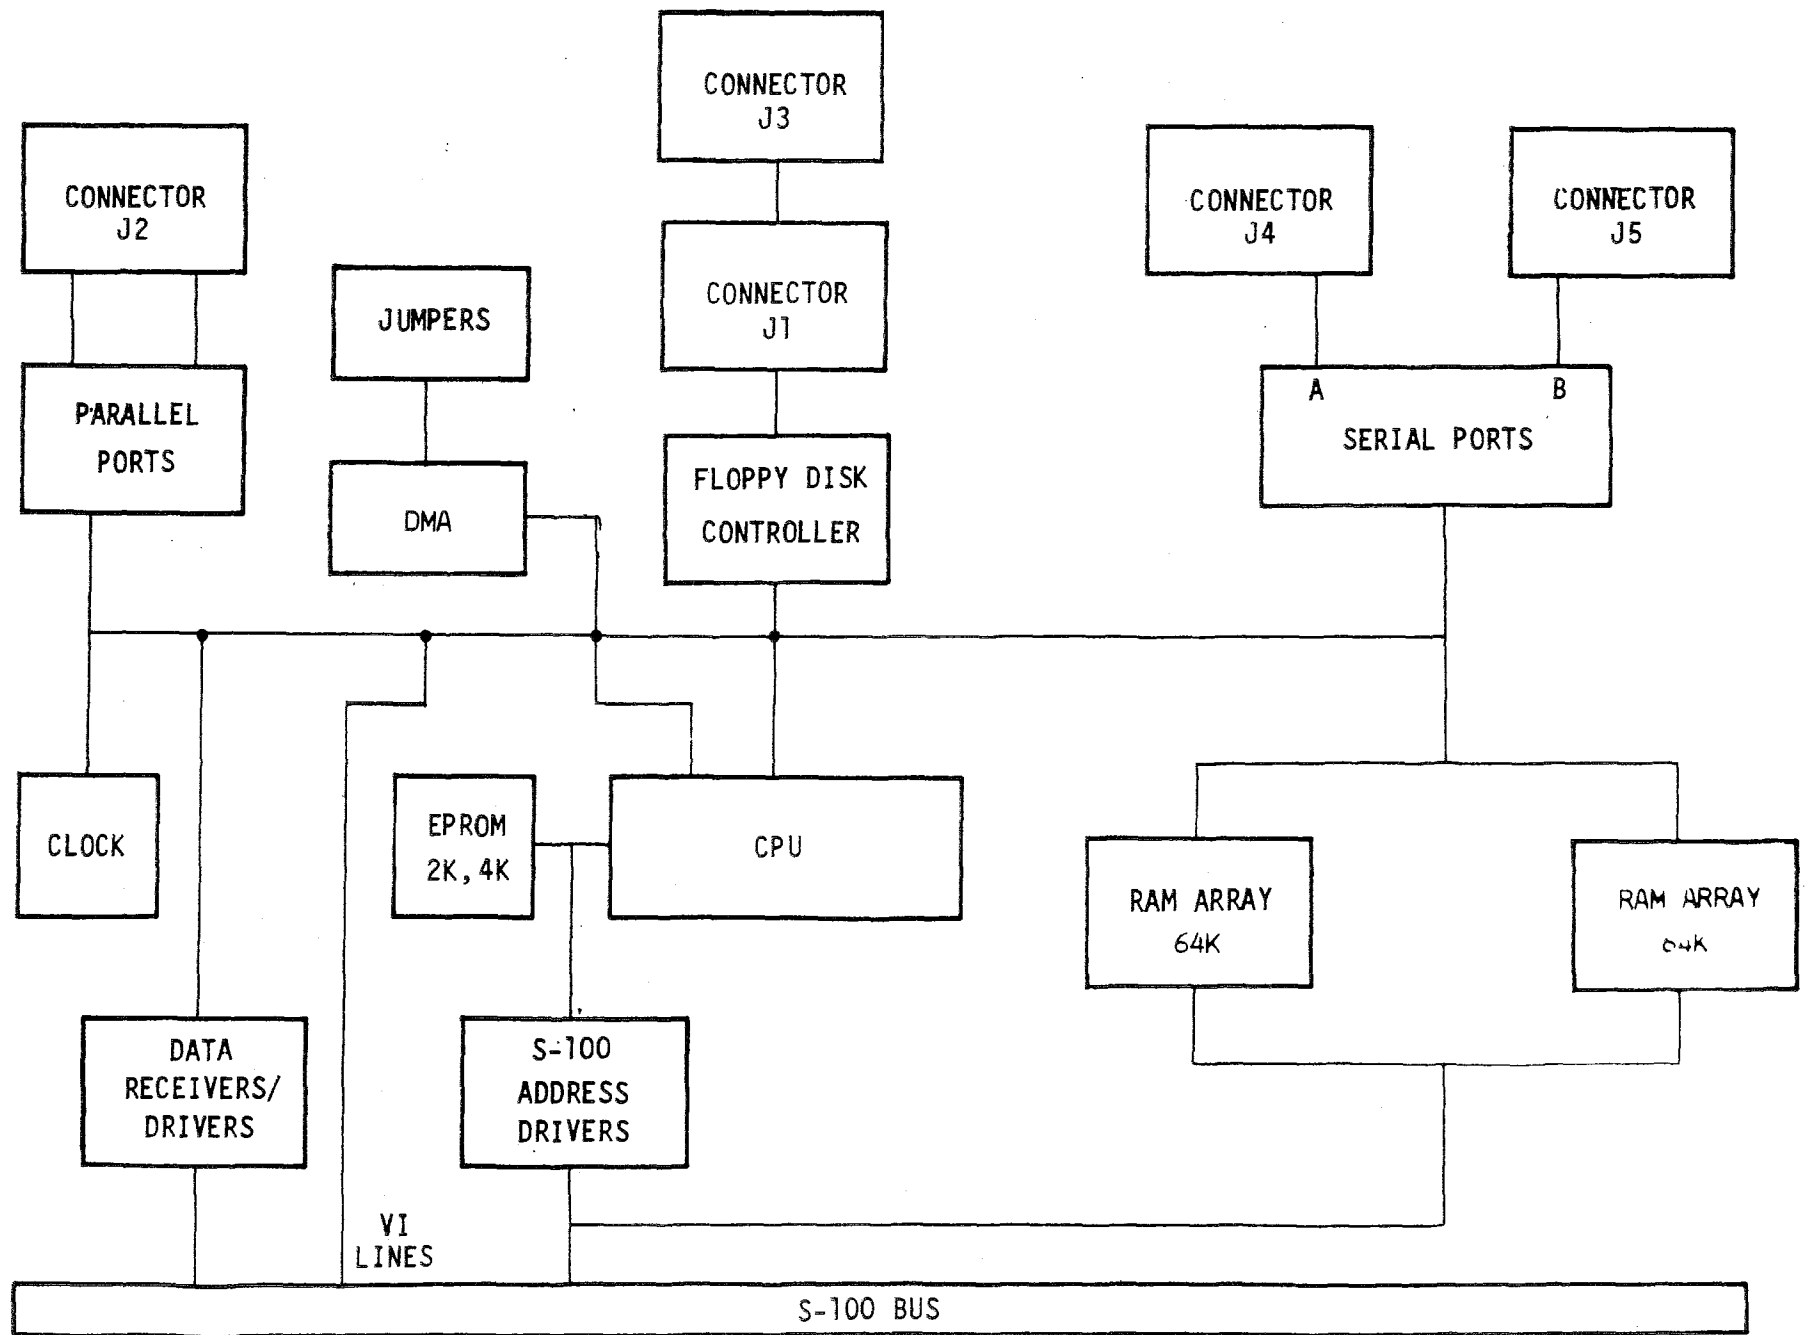 CONNECTOR
J3
CONNECTOR
J2
CONNECTOR
J4
CONNECTOR
J5
JUMPERS
CONNECTOR
J1
PARALLEL
PORTS
DMA
FLOPPY DISK
CONTROLLER
A
B
SERIAL PORTS
CLOCK
EPROM
2K, 4K
CPU
RAM ARRAY
64K
RAM ARRAY
64K
DATA
RECEIVERS/
DRIVERS
S-100
ADDRESS
DRIVERS
VI
LINES
S-100 BUS